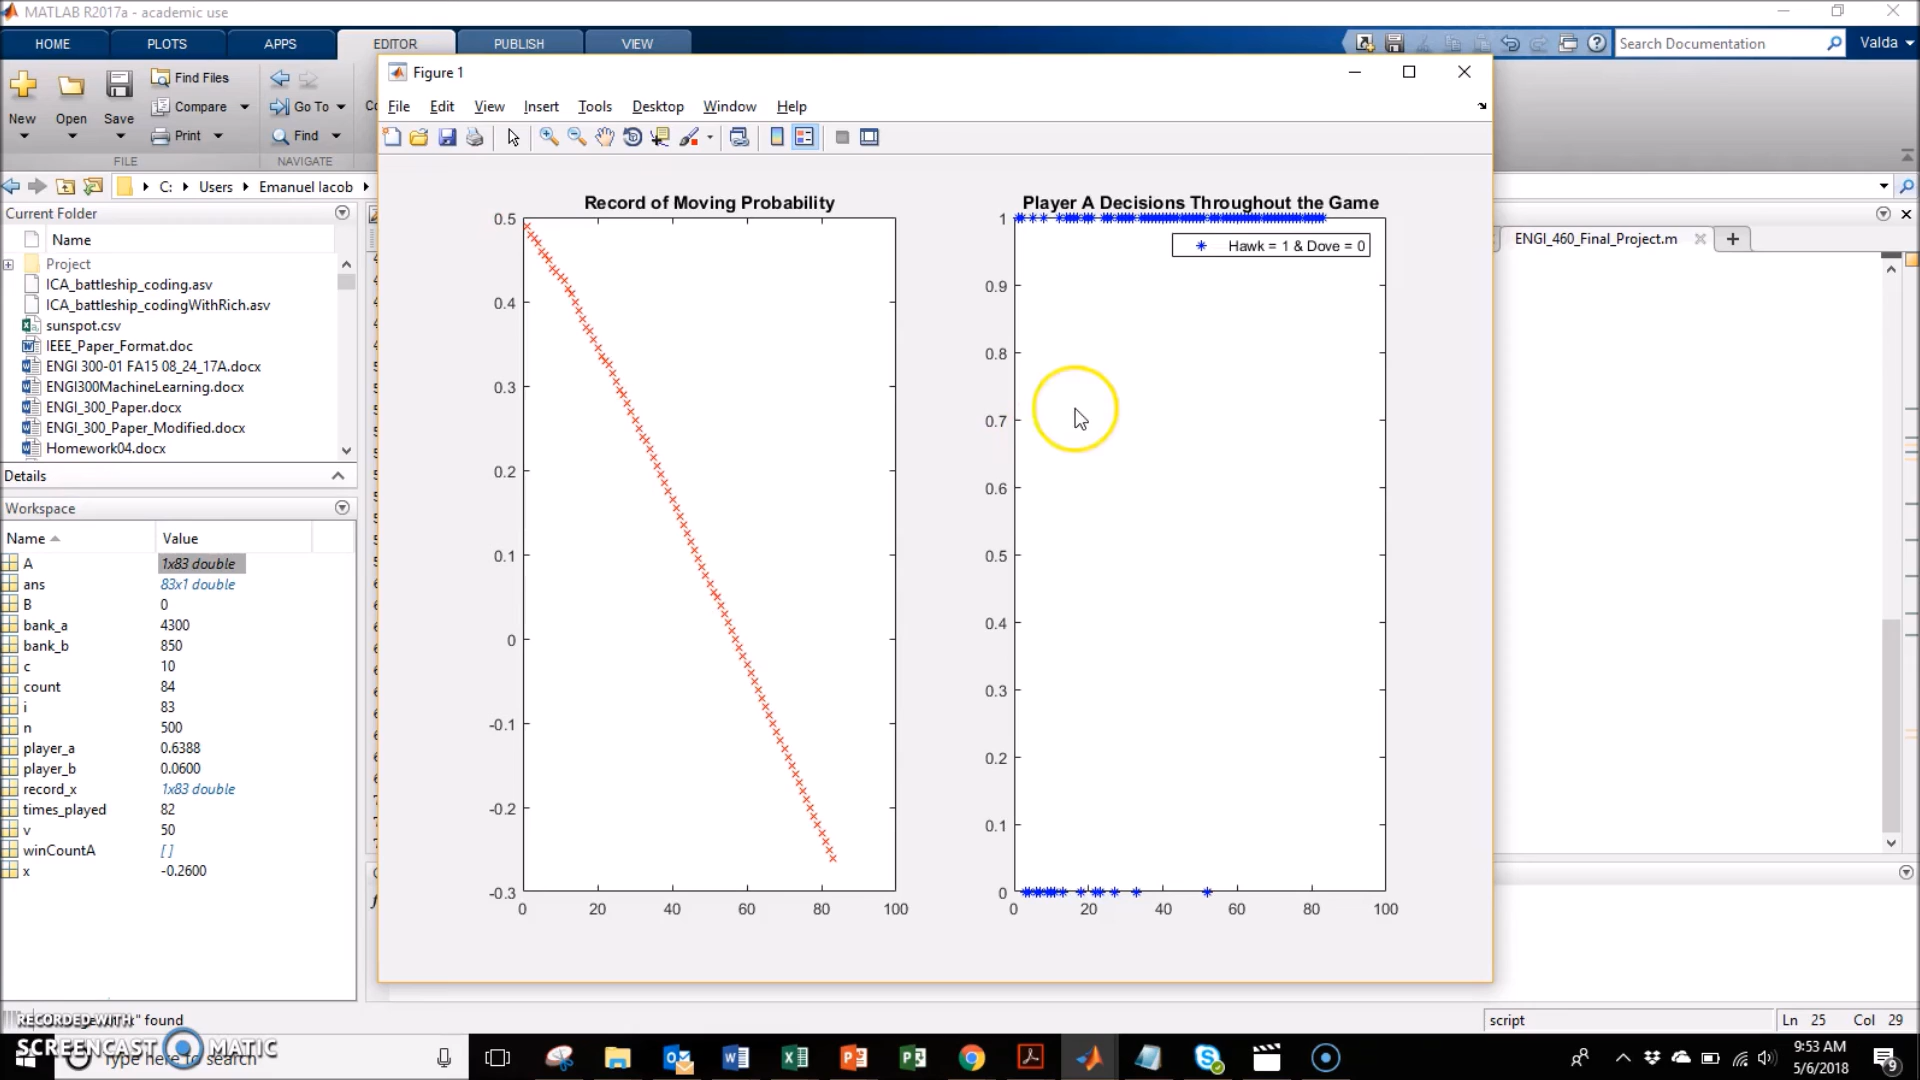 MATLAB R2017a - academic use
HOME PLOTS APPS EDITOR PUBLISH VIEW
Search Documentation Valda
New Open Save Find Files Compare Print
Go To Find
FILE NAVIGATE
C: Users Emanuel Iacob
Current Folder
Name
Project
ICA_battleship_coding.asv
ICA_battleship_codingWithRich.asv
sunspot.csv
IEEE_Paper_Format.doc
ENGI 300-01 FA15 08_24_17A.docx
ENGI300MachineLearning.docx
ENGI_300_Paper.docx
ENGI_300_Paper_Modified.docx
Homework04.docx
Details
Workspace
Name Value
A 1x83 double
ans 83x1 double
B 0
bank_a 4300
bank_b 850
c 10
count 84
i 83
n 500
player_a 0.6388
player_b 0.0600
record_x 1x83 double
times_played 82
v 50
winCountA []
x -0.2600
Figure 1
File Edit View Insert Tools Desktop Window Help
Record of Moving Probability
0.5
0.4
0.3
0.2
0.1
0
-0.1
-0.2
-0.3
0 20 40 60 80 100
Player A Decisions Throughout the Game
Hawk = 1 & Dove = 0
1
0.9
0.8
0.7
0.6
0.5
0.4
0.3
0.2
0.1
0
0 20 40 60 80 100
ENGI_460_Final_Project.m
found
script Ln 25 Col 29
RECORDED WITH
SCREENCAST MATIC
Type here to search
9:53 AM
5/6/2018
9